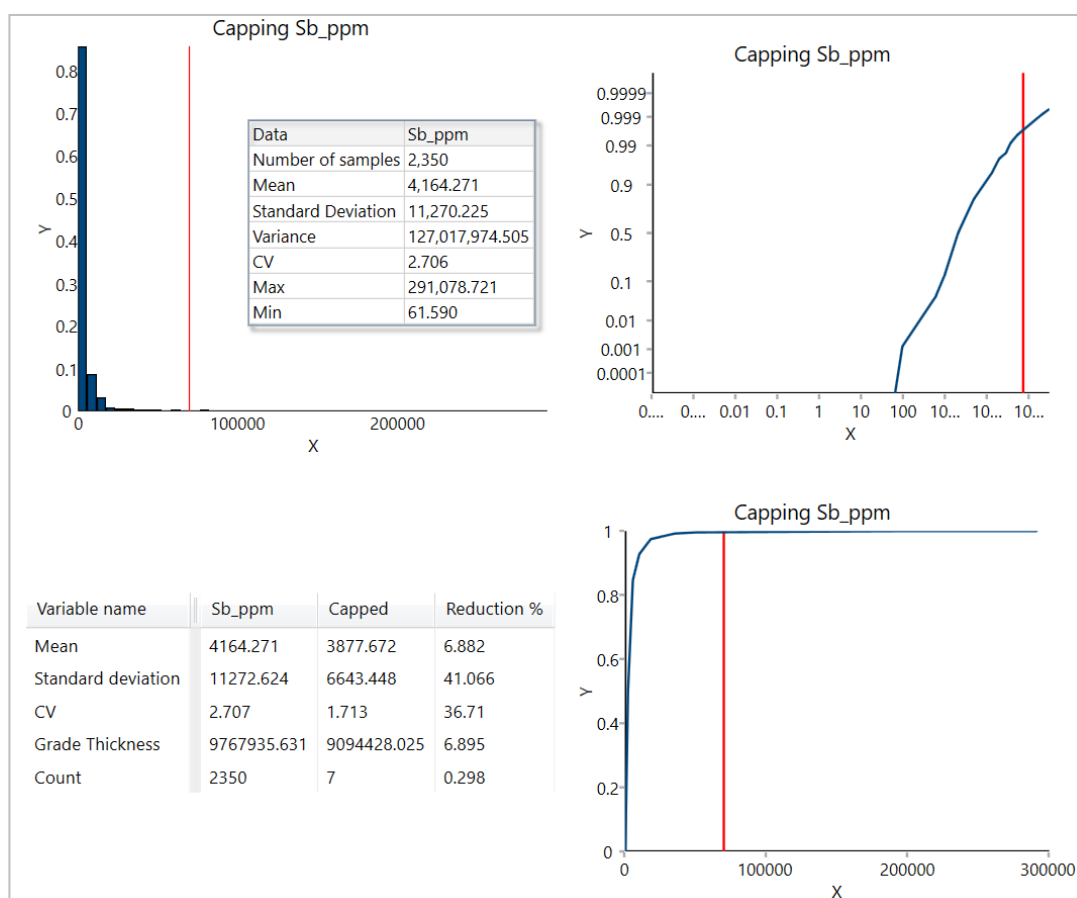 Capping Sb_ppm
0.8
0.7
0.6
0.5
0.4
0.3
0.2
0.1
0
Y
0 100000 200000
X
Data Sb_ppm
Number of samples 2,350
Mean 4,164.271
Standard Deviation 11,270.225
Variance 127,017,974.505
CV 2.706
Max 291,078.721
Min 61.590
Capping Sb_ppm
0.9999
0.999
0.99
0.9
0.5
0.1
0.01
0.001
0.0001
Y
0.... 0.... 0.01 0.1 1 10 100 10... 10... 10...
X
Variable name Sb_ppm Capped Reduction %
Mean 4164.271 3877.672 6.882
Standard deviation 11272.624 6643.448 41.066
CV 2.707 1.713 36.71
Grade Thickness 9767935.631 9094428.025 6.895
Count 2350 7 0.298
Capping Sb_ppm
1
0.8
0.6
0.4
0.2
0
Y
0 100000 200000 300000
X